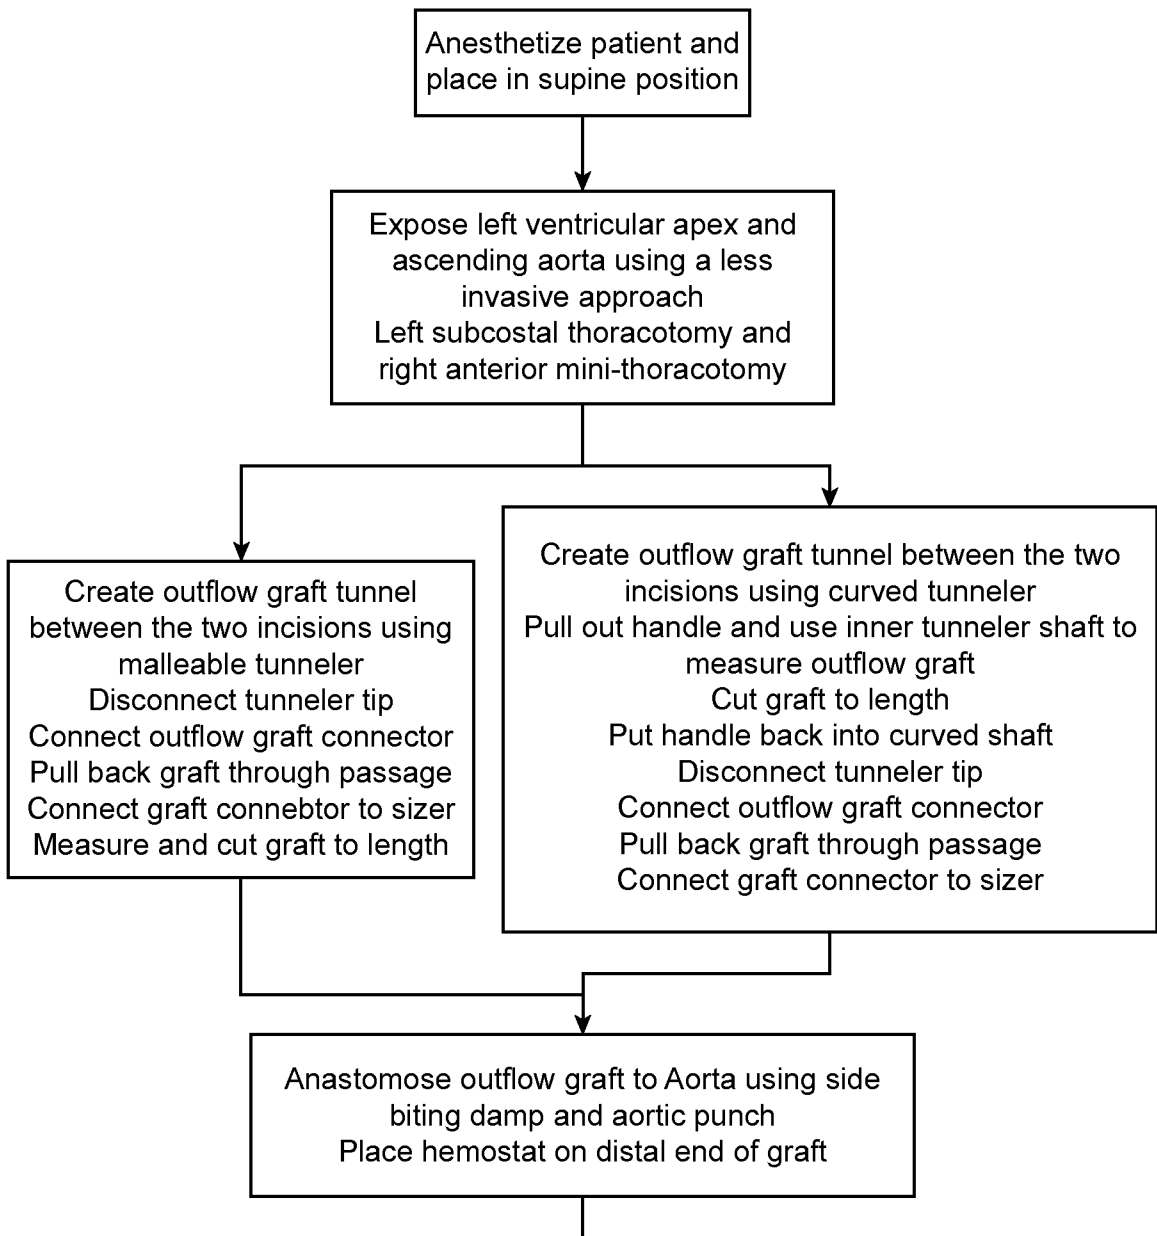 Anesthetize patient and
place in supine position
Expose left ventricular apex and
ascending aorta using a less
invasive approach
Left subcostal thoracotomy and
right anterior mini-thoracotomy
Create outflow graft tunnel
between the two incisions using
malleable tunneler
Disconnect tunneler tip
Connect outflow graft connector
Pull back graft through passage
Connect graft connebtor to sizer
Measure and cut graft to length
Create outflow graft tunnel between the two
incisions using curved tunneler
Pull out handle and use inner tunneler shaft to
measure outflow graft
Cut graft to length
Put handle back into curved shaft
Disconnect tunneler tip
Connect outflow graft connector
Pull back graft through passage
Connect graft connector to sizer
Anastomose outflow graft to Aorta using side
biting damp and aortic punch
Place hemostat on distal end of graft